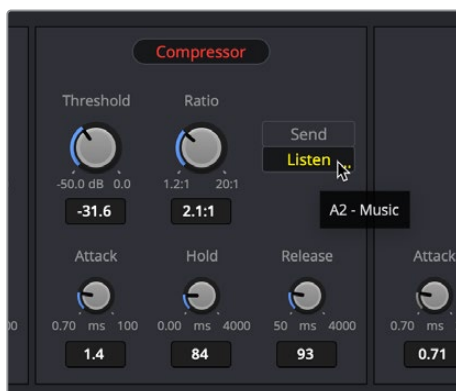 Compressor
Threshold Ratio
Send
Listen ...
-50.0 dB 0.0 1.2:1 20:1
-31.6 2.1:1
A2 - Music
Attack Hold Release Attack
00 0.70 ms 100 0.00 ms 4000 50 ms 4000 0.70 ms
1.4 84 93 0.71